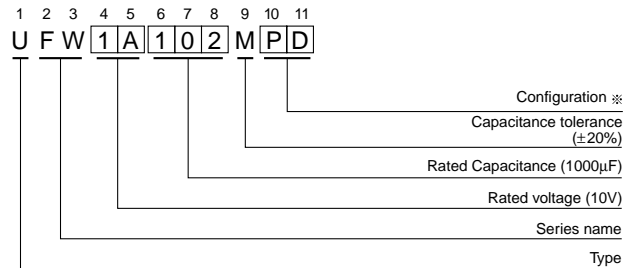 1 2 3 4 5 6 7 8 9 10 11
U F W 1 A 1 0 2 M P D
Configuration ※
Capacitance tolerance
(±20%)
Rated Capacitance (1000μF)
Rated voltage (10V)
Series name
Type